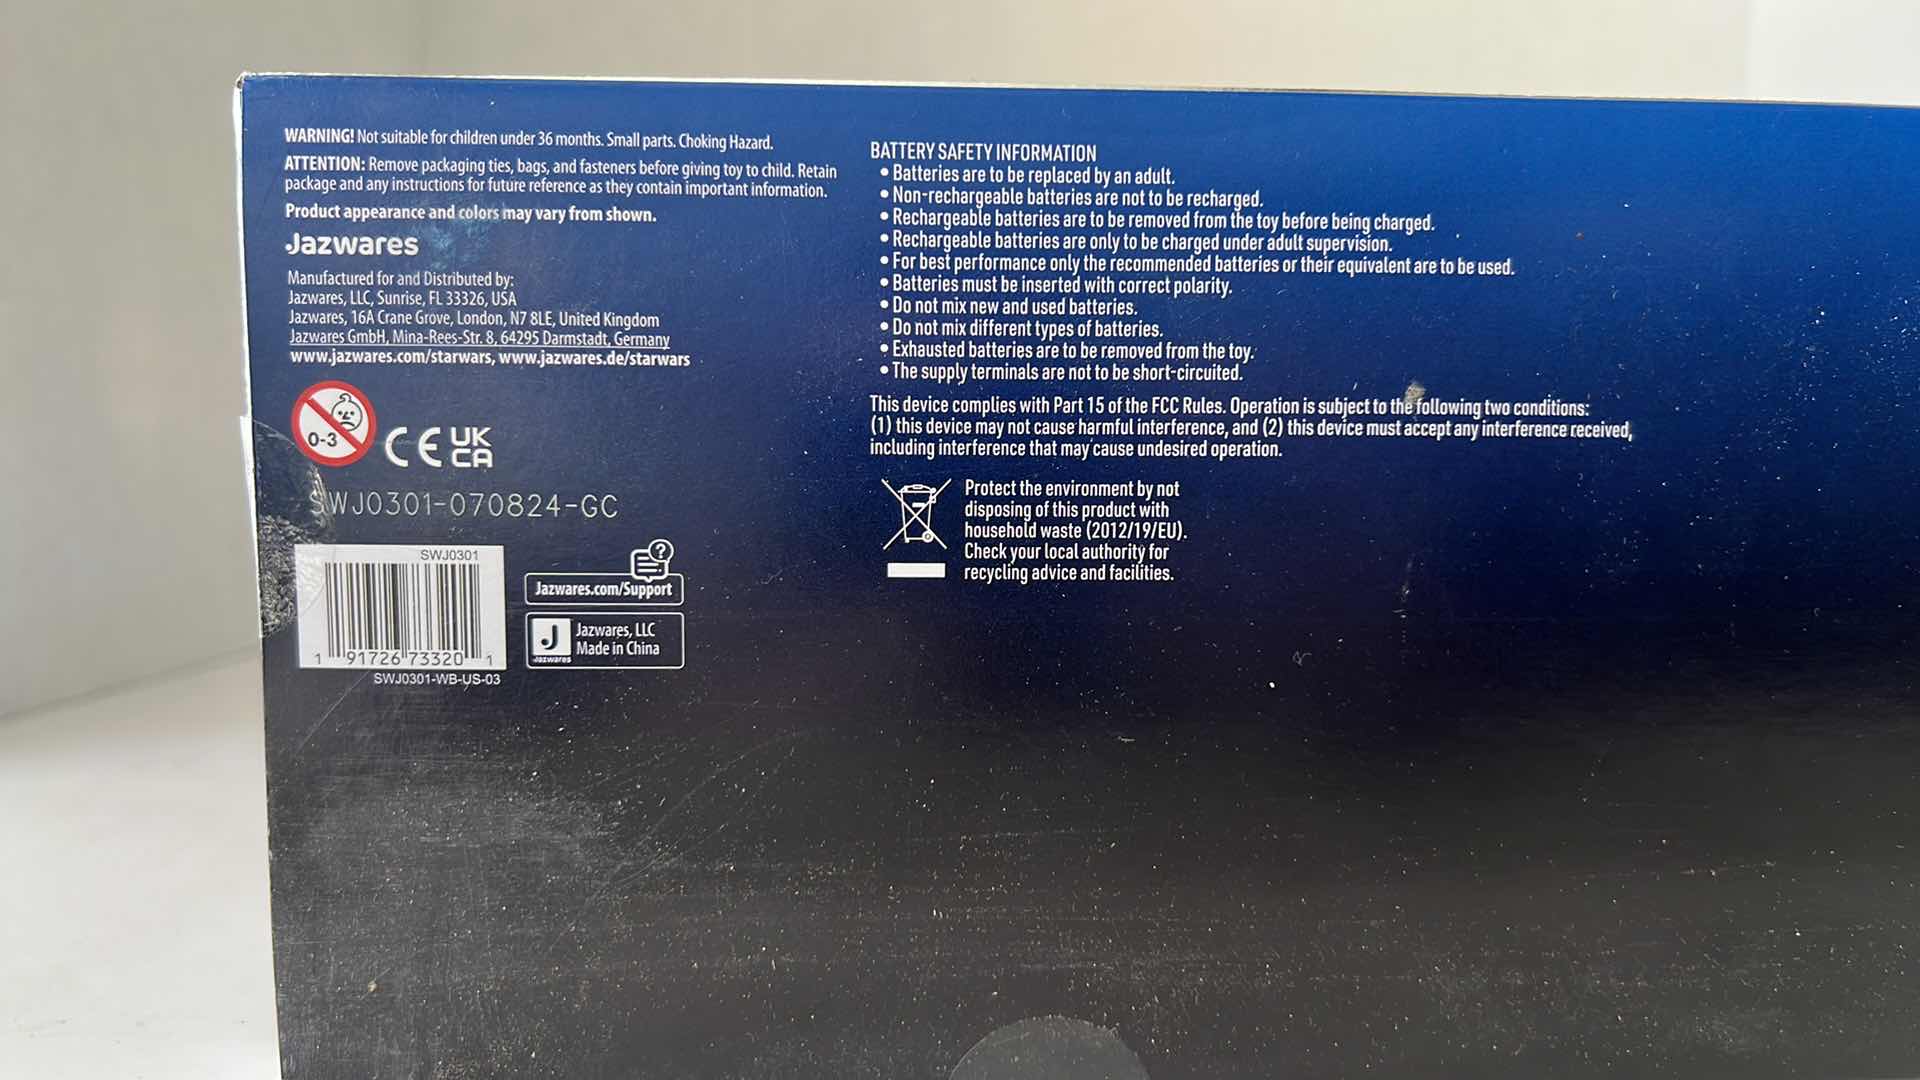 WARNING! Not suitable for children under 36 months. Small parts. Choking Hazard.
ATTENTION: Remove packaging ties, bags, and fasteners before giving toy to child. Retain
package and any instructions for future reference as they contain important information.
Product appearance and colors may vary from shown.
Jazwares
Manufactured for and Distributed by:
Jazwares, LLC, Sunrise, FL 33326, USA
Jazwares, 16A Crane Grove, London, N7 8LE, United Kingdom
Jazwares GmbH, Mina-Rees-Str. 8, 64295 Darmstadt, Germany
www.jazwares.com/starwars, www.jazwares.de/starwars
0-3
CE UK
CA
SWJ0301-070824-GC
SWJ0301
1 91726 73320 1
SWJ0301-WB-US-03
?
Jazwares.com/Support
J
Jazwares
Jazwares, LLC
Made in China
BATTERY SAFETY INFORMATION
• Batteries are to be replaced by an adult.
• Non-rechargeable batteries are not to be recharged.
• Rechargeable batteries are to be removed from the toy before being charged.
• Rechargeable batteries are only to be charged under adult supervision.
• For best performance only the recommended batteries or their equivalent are to be used.
• Batteries must be inserted with correct polarity.
• Do not mix new and used batteries.
• Do not mix different types of batteries.
• Exhausted batteries are to be removed from the toy.
• The supply terminals are not to be short-circuited.
This device complies with Part 15 of the FCC Rules. Operation is subject to the following two conditions:
(1) this device may not cause harmful interference, and (2) this device must accept any interference received,
including interference that may cause undesired operation.
Protect the environment by not
disposing of this product with
household waste (2012/19/EU).
Check your local authority for
recycling advice and facilities.